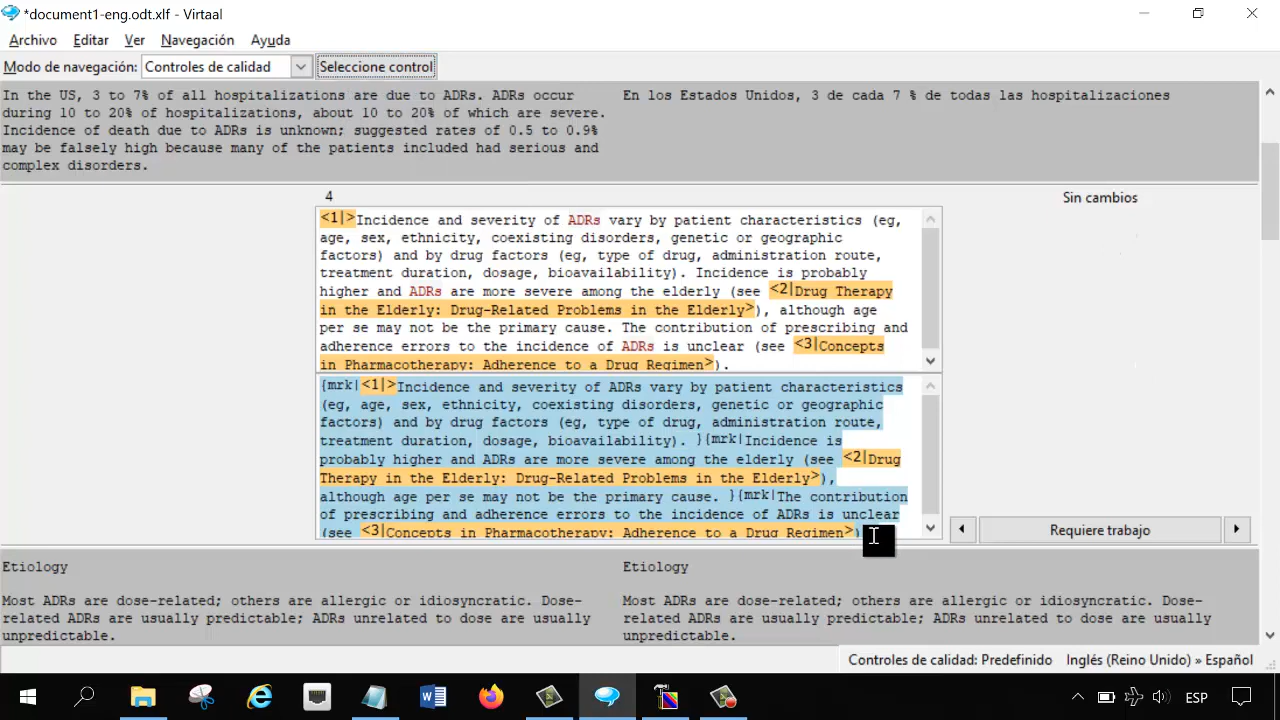 *document1-eng.odt.xlf - Virtaal
Archivo Editar Ver Navegación Ayuda
Modo de navegación: Controles de calidad Seleccione control
In the US, 3 to 7% of all hospitalizations are due to ADRs. ADRs occur
during 10 to 20% of hospitalizations, about 10 to 20% of which are severe.
Incidence of death due to ADRs is unknown; suggested rates of 0.5 to 0.9%
may be falsely high because many of the patients included had serious and
complex disorders.
En los Estados Unidos, 3 de cada 7 % de todas las hospitalizaciones
4
Sin cambios
<1|>Incidence and severity of ADRs vary by patient characteristics (eg,
age, sex, ethnicity, coexisting disorders, genetic or geographic
factors) and by drug factors (eg, type of drug, administration route,
treatment duration, dosage, bioavailability). Incidence is probably
higher and ADRs are more severe among the elderly (see <2|Drug Therapy
in the Elderly: Drug-Related Problems in the Elderly>), although age
per se may not be the primary cause. The contribution of prescribing and
adherence errors to the incidence of ADRs is unclear (see <3|Concepts
in Pharmacotherapy: Adherence to a Drug Regimen>).
{mrk|<1|>Incidence and severity of ADRs vary by patient characteristics
(eg, age, sex, ethnicity, coexisting disorders, genetic or geographic
factors) and by drug factors (eg, type of drug, administration route,
treatment duration, dosage, bioavailability). }{mrk|Incidence is
probably higher and ADRs are more severe among the elderly (see <2|Drug
Therapy in the Elderly: Drug-Related Problems in the Elderly>),
although age per se may not be the primary cause. }{mrk|The contribution
of prescribing and adherence errors to the incidence of ADRs is unclear
(see <3|Concepts in Pharmacotherapy: Adherence to a Drug Regimen>)
Requiere trabajo
Etiology
Most ADRs are dose-related; others are allergic or idiosyncratic. Dose-
related ADRs are usually predictable; ADRs unrelated to dose are usually
unpredictable.
Etiology
Most ADRs are dose-related; others are allergic or idiosyncratic. Dose-
related ADRs are usually predictable; ADRs unrelated to dose are usually
unpredictable.
Controles de calidad: Predefinido Inglés (Reino Unido) » Español
ESP